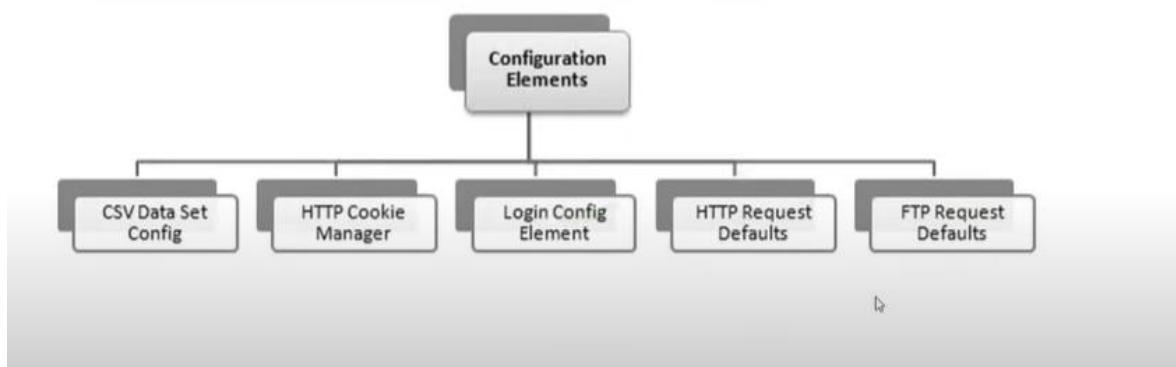 Configuration
Elements
CSV Data Set
Config
HTTP Cookie
Manager
Login Config
Element
HTTP Request
Defaults
FTP Request
Defaults